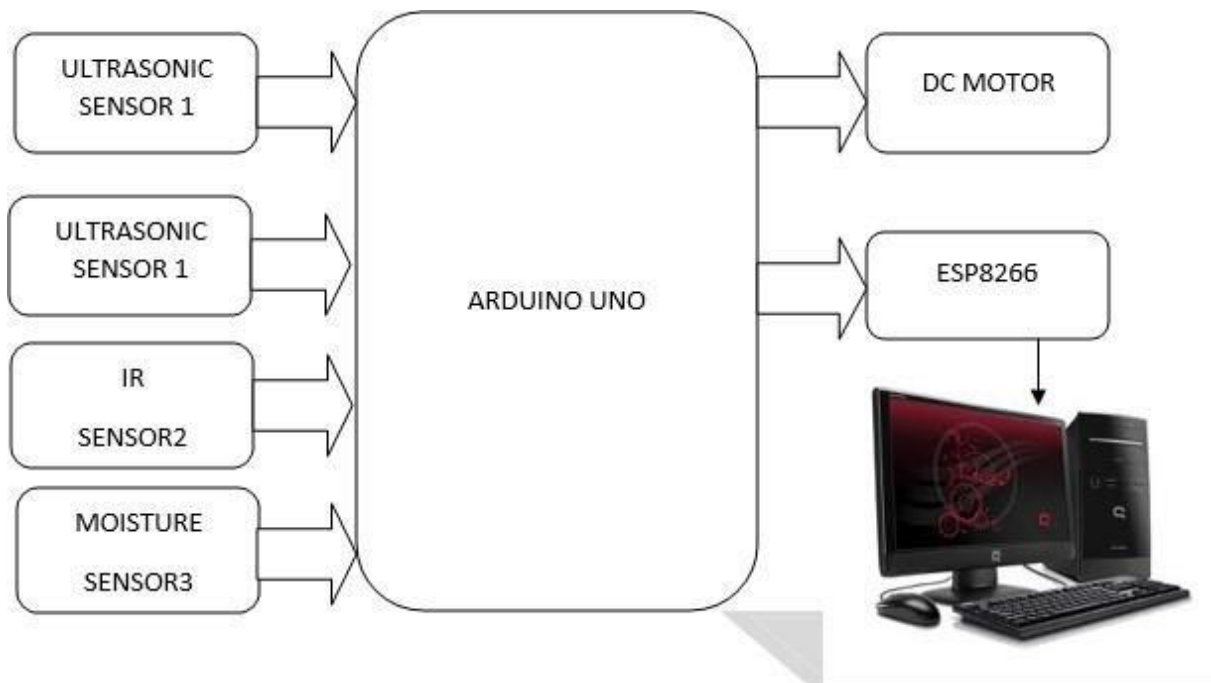 ULTRASONIC
SENSOR 1
ULTRASONIC
SENSOR 1
IR
SENSOR2
MOISTURE
SENSOR3
ARDUINO UNO
DC MOTOR
ESP8266